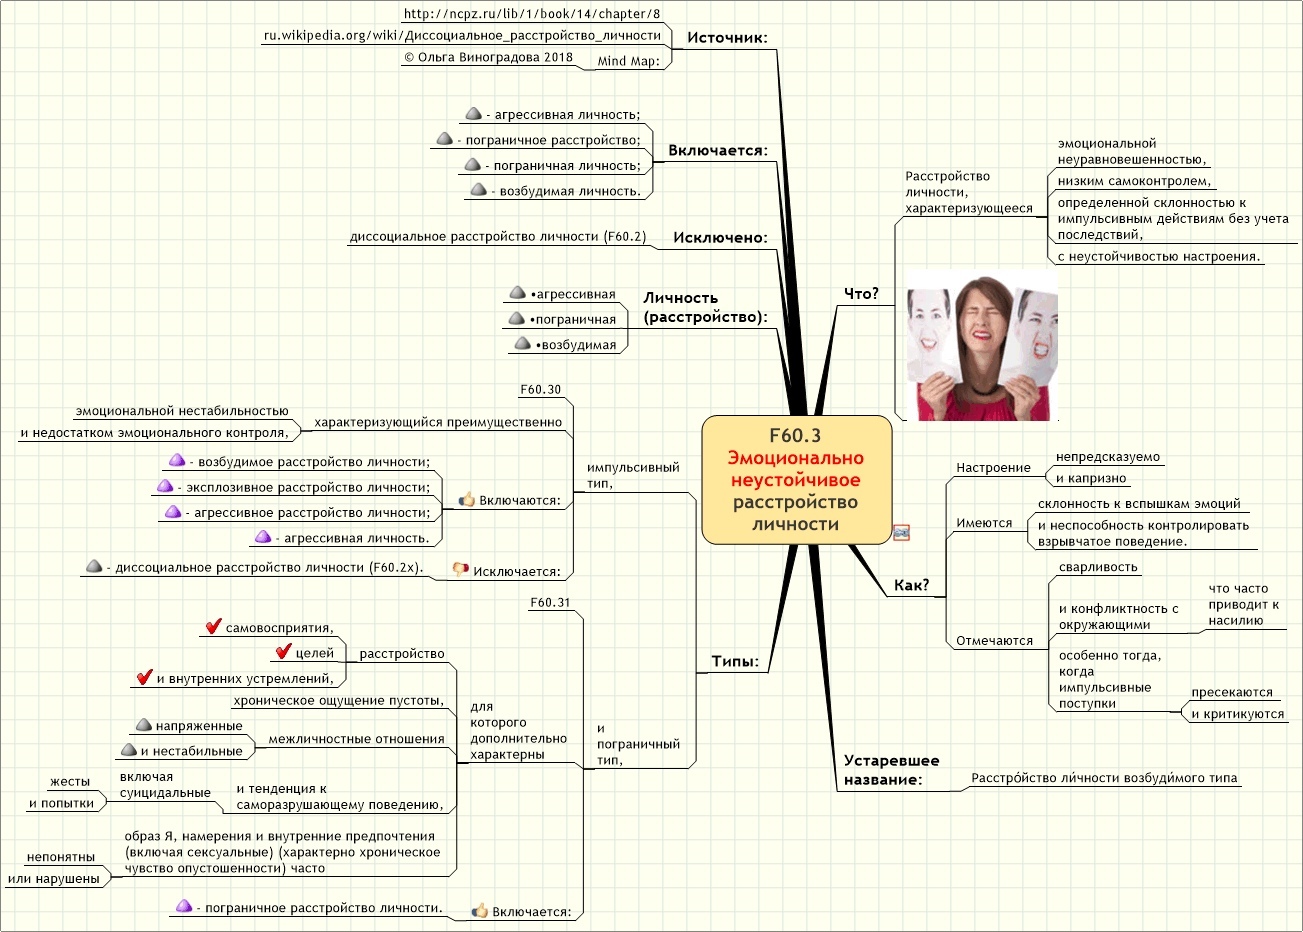 http://ncpz.ru/lib/1/book/14/chapter/8
ru.wikipedia.org/wiki/Диссоциальное_расстройство_личности
© Ольга Виноградова 2018
Mind Map:
Источник:
- агрессивная личность;
- пограничное расстройство;
- пограничная личность;
- возбудимая личность.
Включается:
диссоциальное расстройство личности (F60.2)
Исключено:
•агрессивная
•пограничная
•возбудимая
Личность
(расстройство):
F60.3
Эмоционально
неустойчивое
расстройство
личности
Что?
Расстройство
личности,
характеризующееся
эмоциональной
неуравновешенностью,
низким самоконтролем,
определенной склонностью к
импульсивным действиям без учета
последствий,
с неустойчивостью настроения.
Как?
Настроение
непредсказуемо
и капризно
Имеются
склонность к вспышкам эмоций
и неспособность контролировать
взрывчатое поведение.
Отмечаются
сварливость
и конфликтность с
окружающими
что часто
приводит к
насилию
особенно тогда,
когда
импульсивные
поступки
пресекаются
и критикуются
Устаревшее
название:
Расстро́йство ли́чности возбуди́мого типа
Типы:
импульсивный
тип,
F60.30
характеризующийся преимущественно
эмоциональной нестабильностью
и недостатком эмоционального контроля,
Включаются:
- возбудимое расстройство личности;
- эксплозивное расстройство личности;
- агрессивное расстройство личности;
- агрессивная личность.
Исключается:
- диссоциальное расстройство личности (F60.2x).
и
пограничный
тип,
F60.31
для
которого
дополнительно
характерны
расстройство
самовосприятия,
целей
и внутренних устремлений,
хроническое ощущение пустоты,
межличностные отношения
напряженные
и нестабильные
и тенденция к
саморазрушающему поведению,
включая
суицидальные
жесты
и попытки
образ Я, намерения и внутренние предпочтения
(включая сексуальные) (характерно хроническое
чувство опустошенности) часто
непонятны
или нарушены
Включается:
- пограничное расстройство личности.